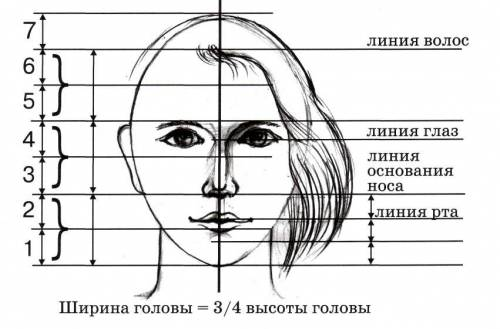 7
линия волос
6
5
4
линия глаз
линия
основания
носа
3
2
линия рта
1
Ширина головы = 3/4 высоты головы